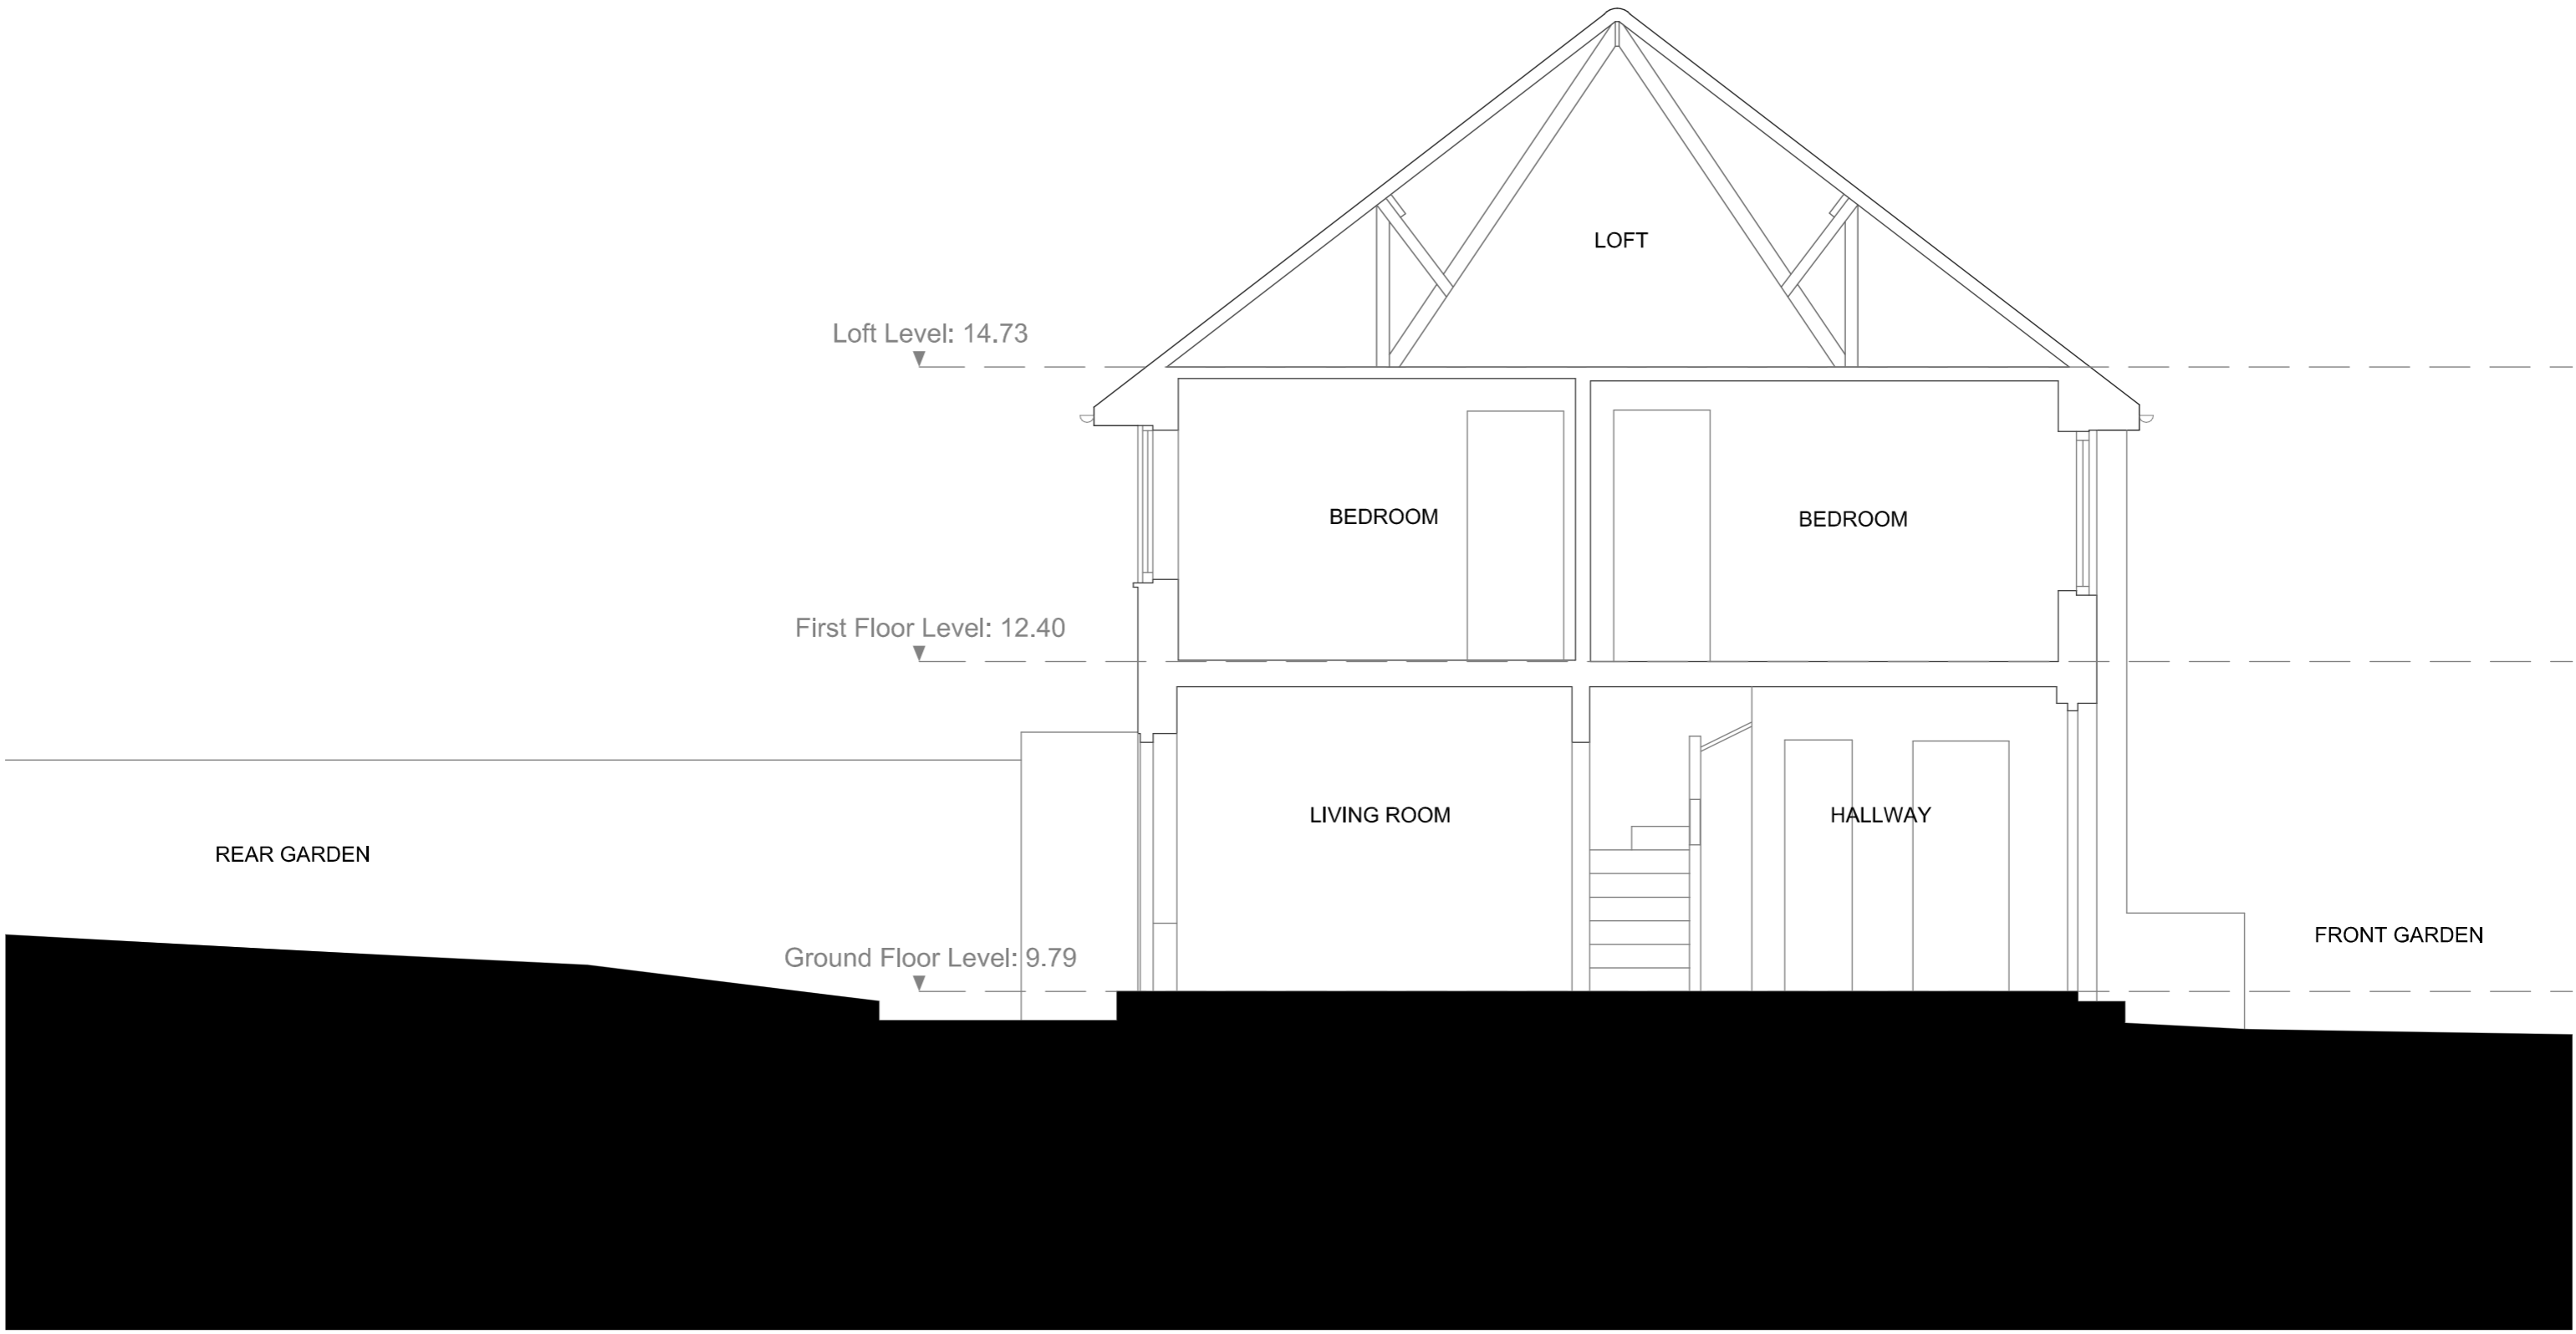 LOFT
Loft Level: 14.73
BEDROOM
BEDROOM
First Floor Level: 12.40
LIVING ROOM
HALLWAY
REAR GARDEN
FRONT GARDEN
Ground Floor Level: 9.79